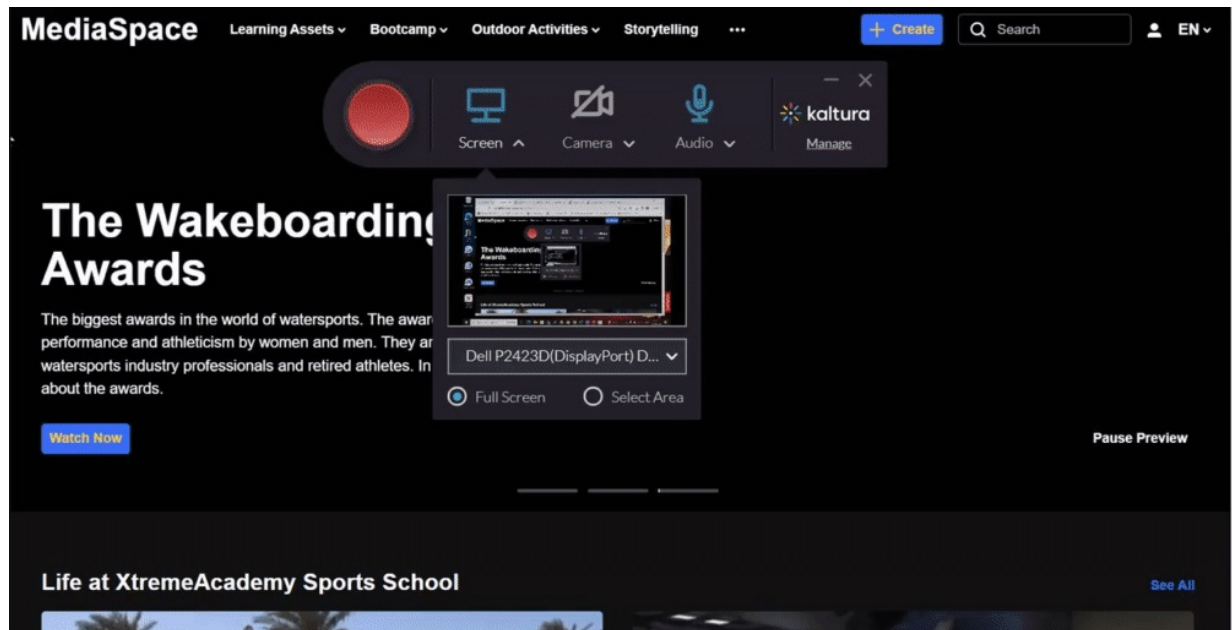 MediaSpace
Learning Assets
Bootcamp
Outdoor Activities
Storytelling
Create
Search
EN
Screen
Camera
Audio
kaltura
Manage
The Wakeboarding
Awards
The biggest awards in the world of watersports. The awar
performance and athleticism by women and men. They ar
watersports industry professionals and retired athletes. In
about the awards.
Dell P2423D(DisplayPort) D...
Full Screen
Select Area
Watch Now
Pause Preview
Life at XtremeAcademy Sports School
See All